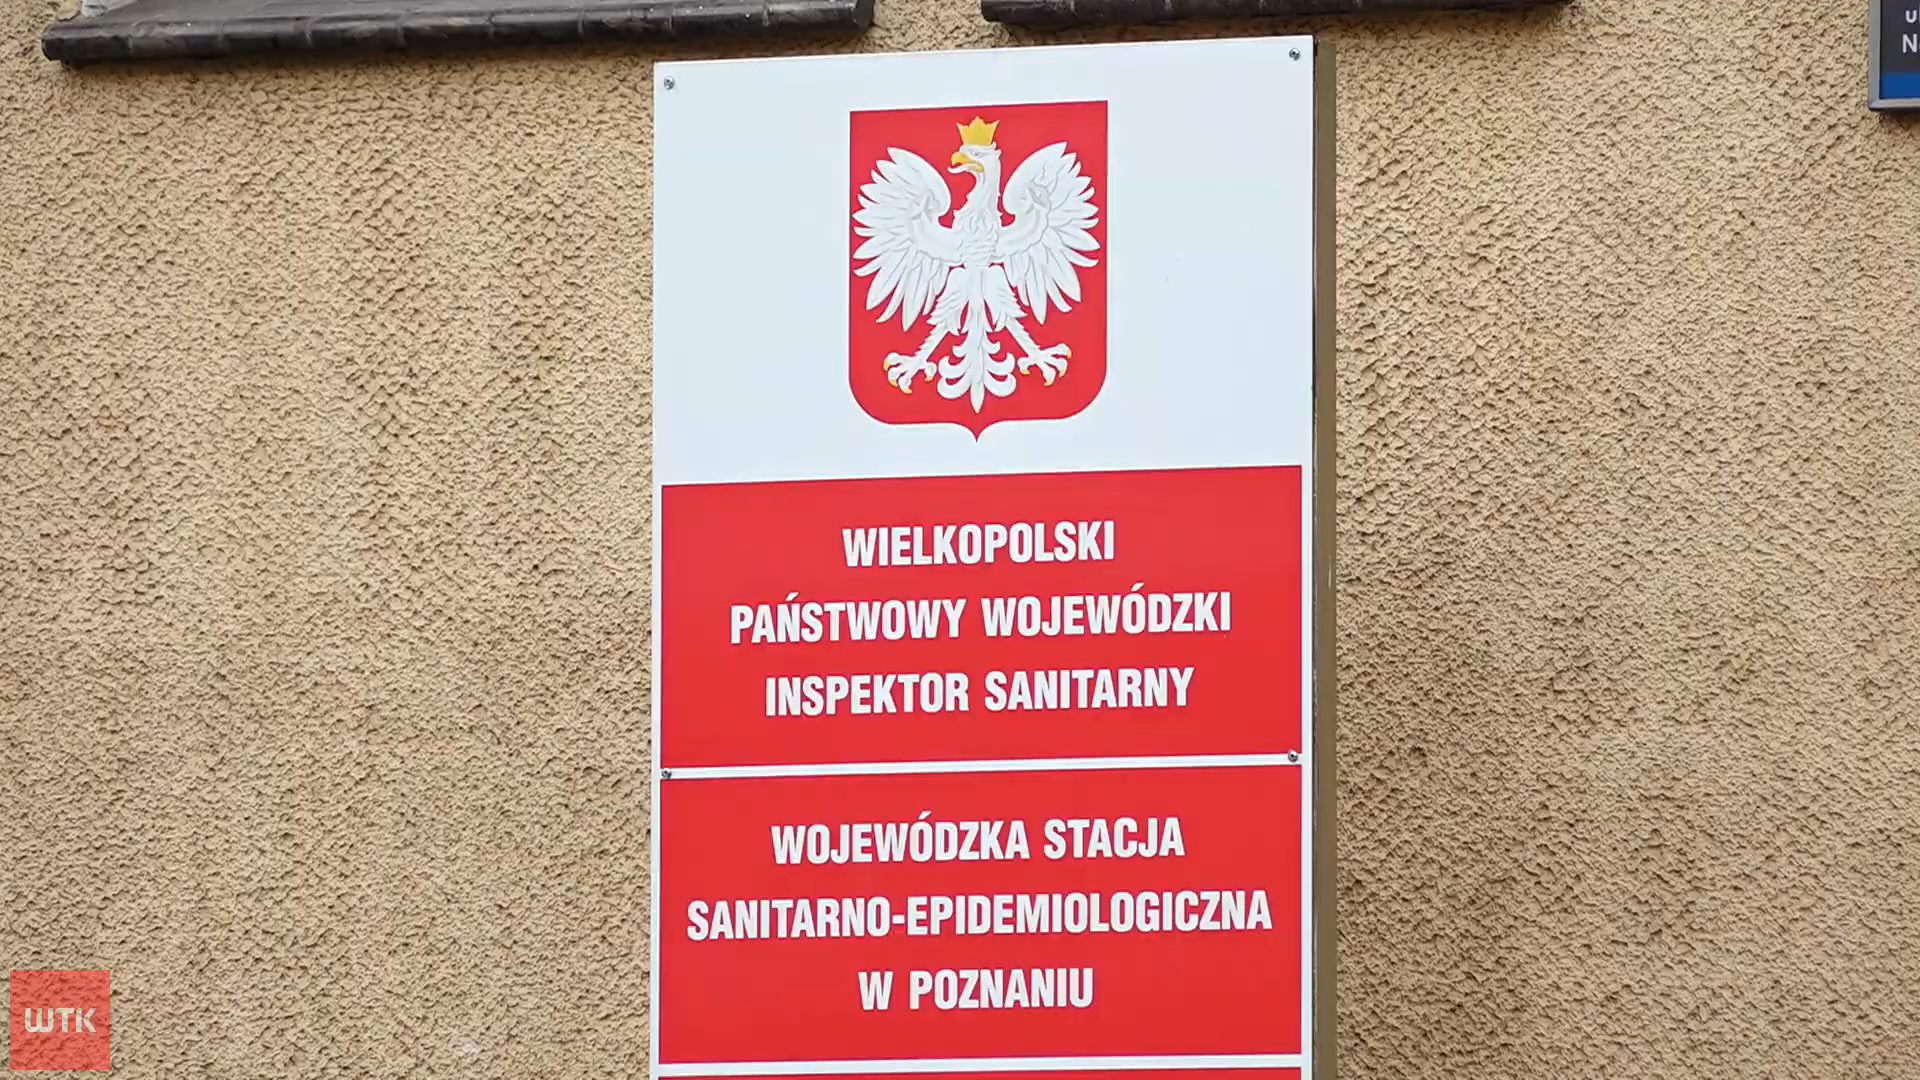 WIELKOPOLSKI
PAŃSTWOWY WOJEWÓDZKI
INSPEKTOR SANITARNY
WOJEWÓDZKA STACJA
SANITARNO-EPIDEMIOLOGICZNA
W POZNANIU
WTK